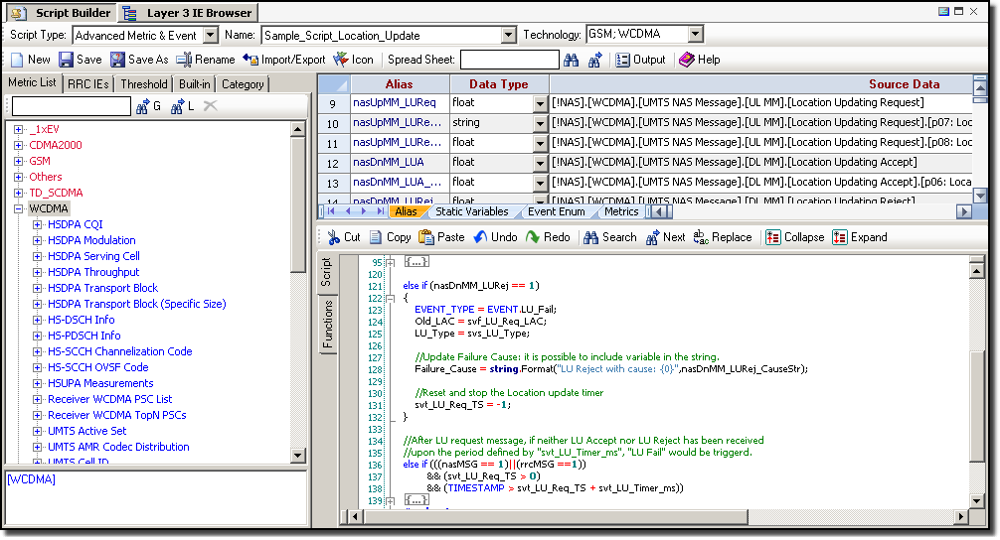 Script Builder Layer 3 IE Browser
Script Type: Advanced Metric & Event Name: Sample_Script_Location_Update Technology: GSM; WCDMA
New Save Save As Rename Import/Export Icon Spread Sheet: Output Help
Metric List RRC IEs Threshold Built-in Category
G L
_1xEV
CDMA2000
GSM
Others
TD_SCDMA
WCDMA
HSDPA CQI
HSDPA Modulation
HSDPA Serving Cell
HSDPA Throughput
HSDPA Transport Block
HSDPA Transport Block (Specific Size)
HS-DSCH Info
HS-PDSCH Info
HS-SCCH Channelization Code
HS-SCCH OVSF Code
HSUPA Measurements
Receiver WCDMA PSC List
Receiver WCDMA TopN PSCs
UMTS Active Set
UMTS AMR Codec Distribution
UMTS Cell ID
[WCDMA]
Alias Data Type Source Data
9 nasUpMM_LUReq float [!NAS].[WCDMA].[UMTS NAS Message].[UL MM].[Location Updating Request]
10 nasUpMM_LURe... string [!NAS].[WCDMA].[UMTS NAS Message].[UL MM].[Location Updating Request].[p07: Loc
11 nasUpMM_LURe... float [!NAS].[WCDMA].[UMTS NAS Message].[UL MM].[Location Updating Request].[p08: Loc
12 nasDnMM_LUA float [!NAS].[WCDMA].[UMTS NAS Message].[DL MM].[Location Updating Accept]
13 nasDnMM_LUA_... float [!NAS].[WCDMA].[UMTS NAS Message].[DL MM].[Location Updating Accept].[p06: Loca
14 nasDnMM_LURej float [!NAS].[WCDMA].[UMTS NAS Message].[DL MM].[Location Updating Reject]
Alias Static Variables Event Enum Metrics
Cut Copy Paste Undo Redo Search Next Replace Collapse Expand
Script
Functions
95 {...}
120
121 else if (nasDnMM_LURej == 1)
122 {
123 EVENT_TYPE = EVENT.LU_Fail;
124 Old_LAC = svf_LU_Req_LAC;
125 LU_Type = svs_LU_Type;
126
127 //Update Failure Cause: it is possible to include variable in the string.
128 Failure_Cause = string.Format("LU Reject with cause: {0}",nasDnMM_LURej_CauseStr);
129
130 //Reset and stop the Location update timer
131 svt_LU_Req_TS = -1;
132 }
133
134 //After LU request message, if neither LU Accept nor LU Reject has been received
135 //upon the period defined by "svt_LU_Timer_ms", "LU Fail" would be triggerd.
136 else if (((nasMSG == 1)||(rrcMSG ==1))
137 && (svt_LU_Req_TS > 0)
138 && (TIMESTAMP > svt_LU_Req_TS + svt_LU_Timer_ms))
139 {...}